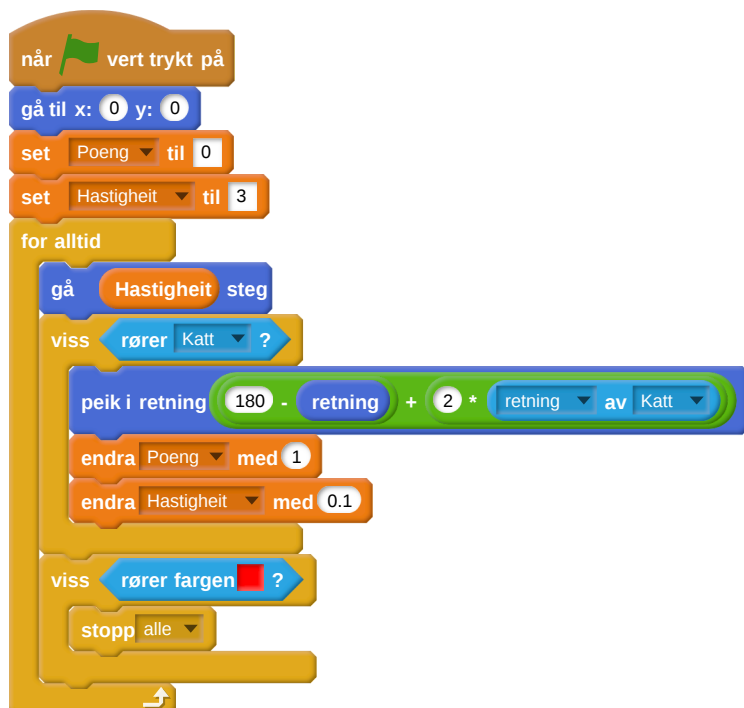 når vert trykt på
gå til x: 0 y: 0
set Poeng til 0
set Hastigheit til 3
for alltid
gå Hastigheit steg
viss rører Katt ?
peik i retning 180 - retning + 2 * retning av Katt
endra Poeng med 1
endra Hastigheit med 0.1
viss rører fargen ?
stopp alle